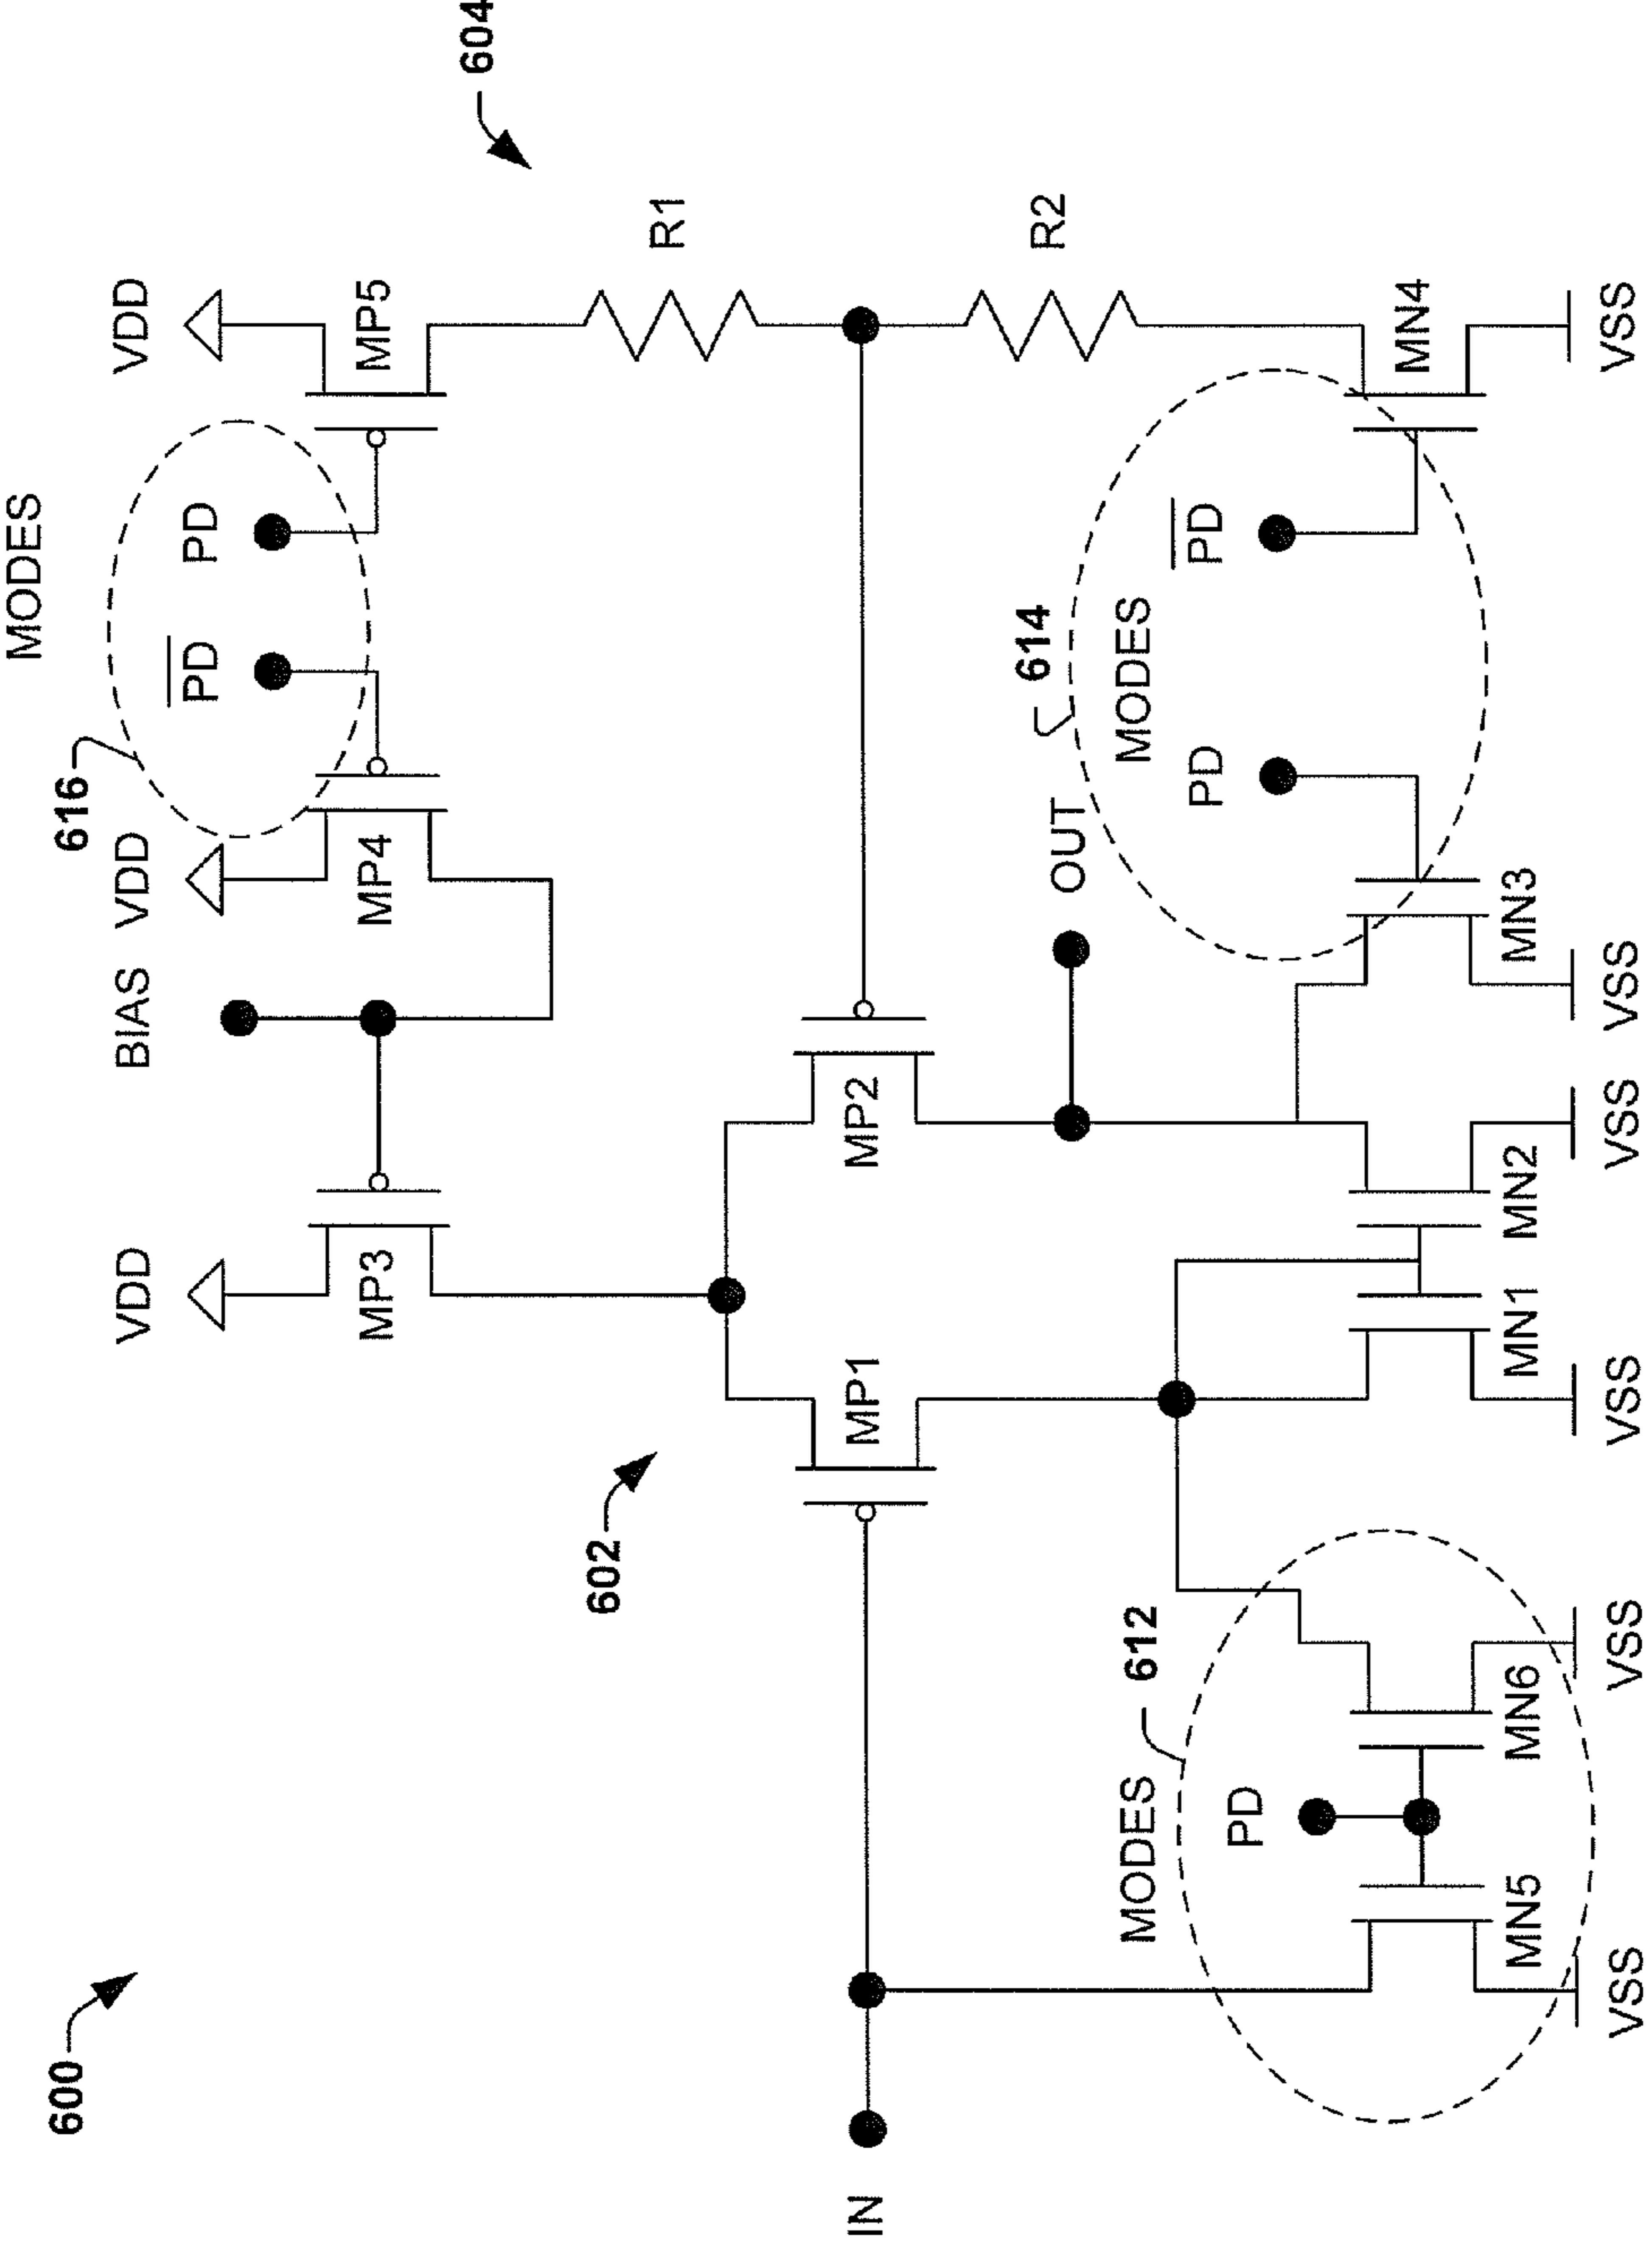 600
604
MODES
616
PD
PD
BIAS
VDD
VDD
VDD
MP3
MP4
MP5
R1
602
MP1
MP2
IN
OUT
614
MODES
R2
MODES
612
PD
PD
PD
MN5
MN6
MN1
MN2
MN3
MN4
VSS
VSS
VSS
VSS
VSS
VSS